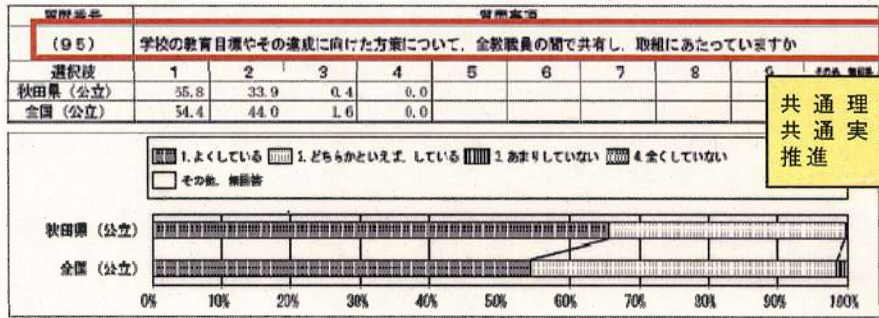 質問番号 質問事項
(95) 学校の教育目標やその達成に向けた方策について，全教職員の間で共有し，取組にあたっていますか
選択肢 1 2 3 4 5 6 7 8 9 その他，無回答
秋田県（公立） 65.8 33.9 0.4 0.0
全国（公立） 54.4 44.0 1.6 0.0
共通理
共通実
推進
1.よくしている 2.どちらかといえば，している 3.あまりしていない 4.全くしていない
その他，無回答
秋田県（公立）
全国（公立）
0% 10% 20% 30% 40% 50% 60% 70% 80% 90% 100%